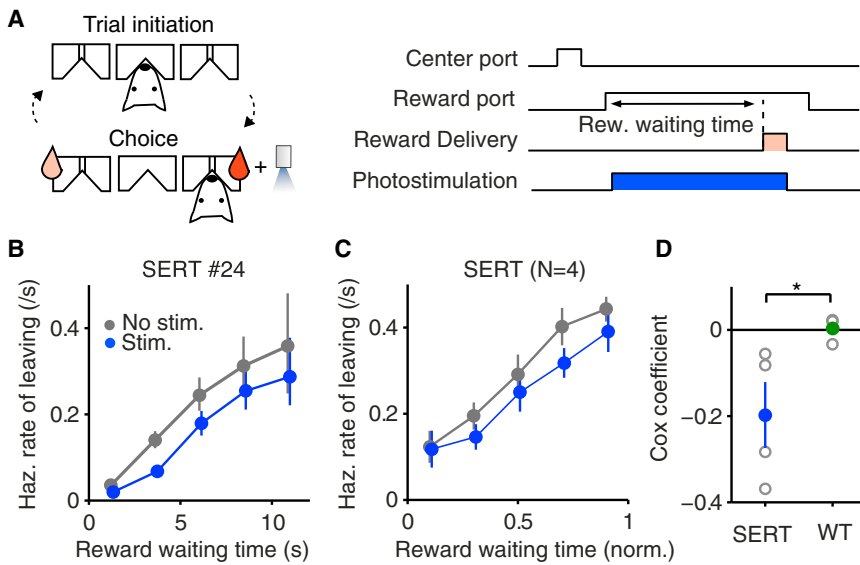 A
Trial initiation
Choice
+
Center port
Reward port
Rew. waiting time
Reward Delivery
Photostimulation
B
SERT #24
Haz. rate of leaving (/s)
No stim.
Stim.
0.4
0.2
0
0 5 10
Reward waiting time (s)
C
SERT (N=4)
Haz. rate of leaving (/s)
0.4
0.2
0
0 0.5 1
Reward waiting time (norm.)
D
*
Cox coefficient
0
−0.2
−0.4
SERT WT